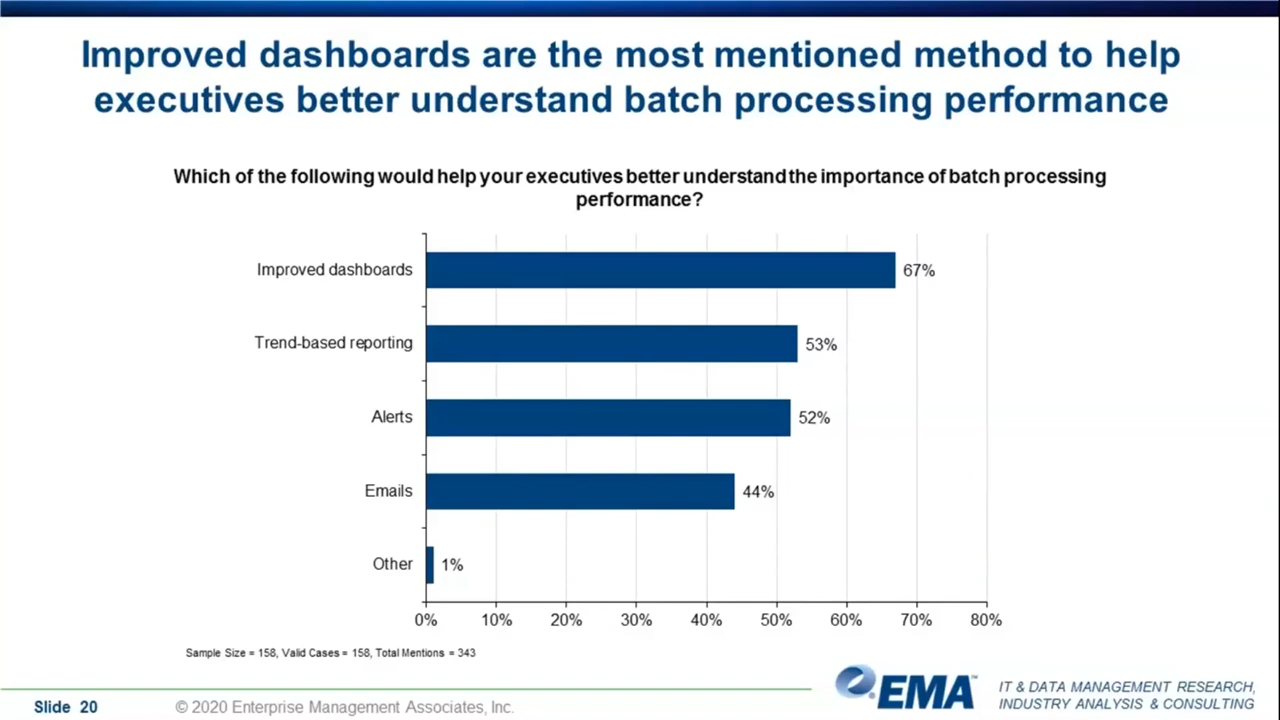 Improved dashboards are the most mentioned method to help
executives better understand batch processing performance
Which of the following would help your executives better understand the importance of batch processing
performance?
Improved dashboards
67%
Trend-based reporting
53%
Alerts
52%
Emails
44%
Other
1%
0% 10% 20% 30% 40% 50% 60% 70% 80%
Sample Size = 158, Valid Cases = 158, Total Mentions = 343
Slide 20
© 2020 Enterprise Management Associates, Inc.
EMA™
IT & DATA MANAGEMENT RESEARCH,
INDUSTRY ANALYSIS & CONSULTING